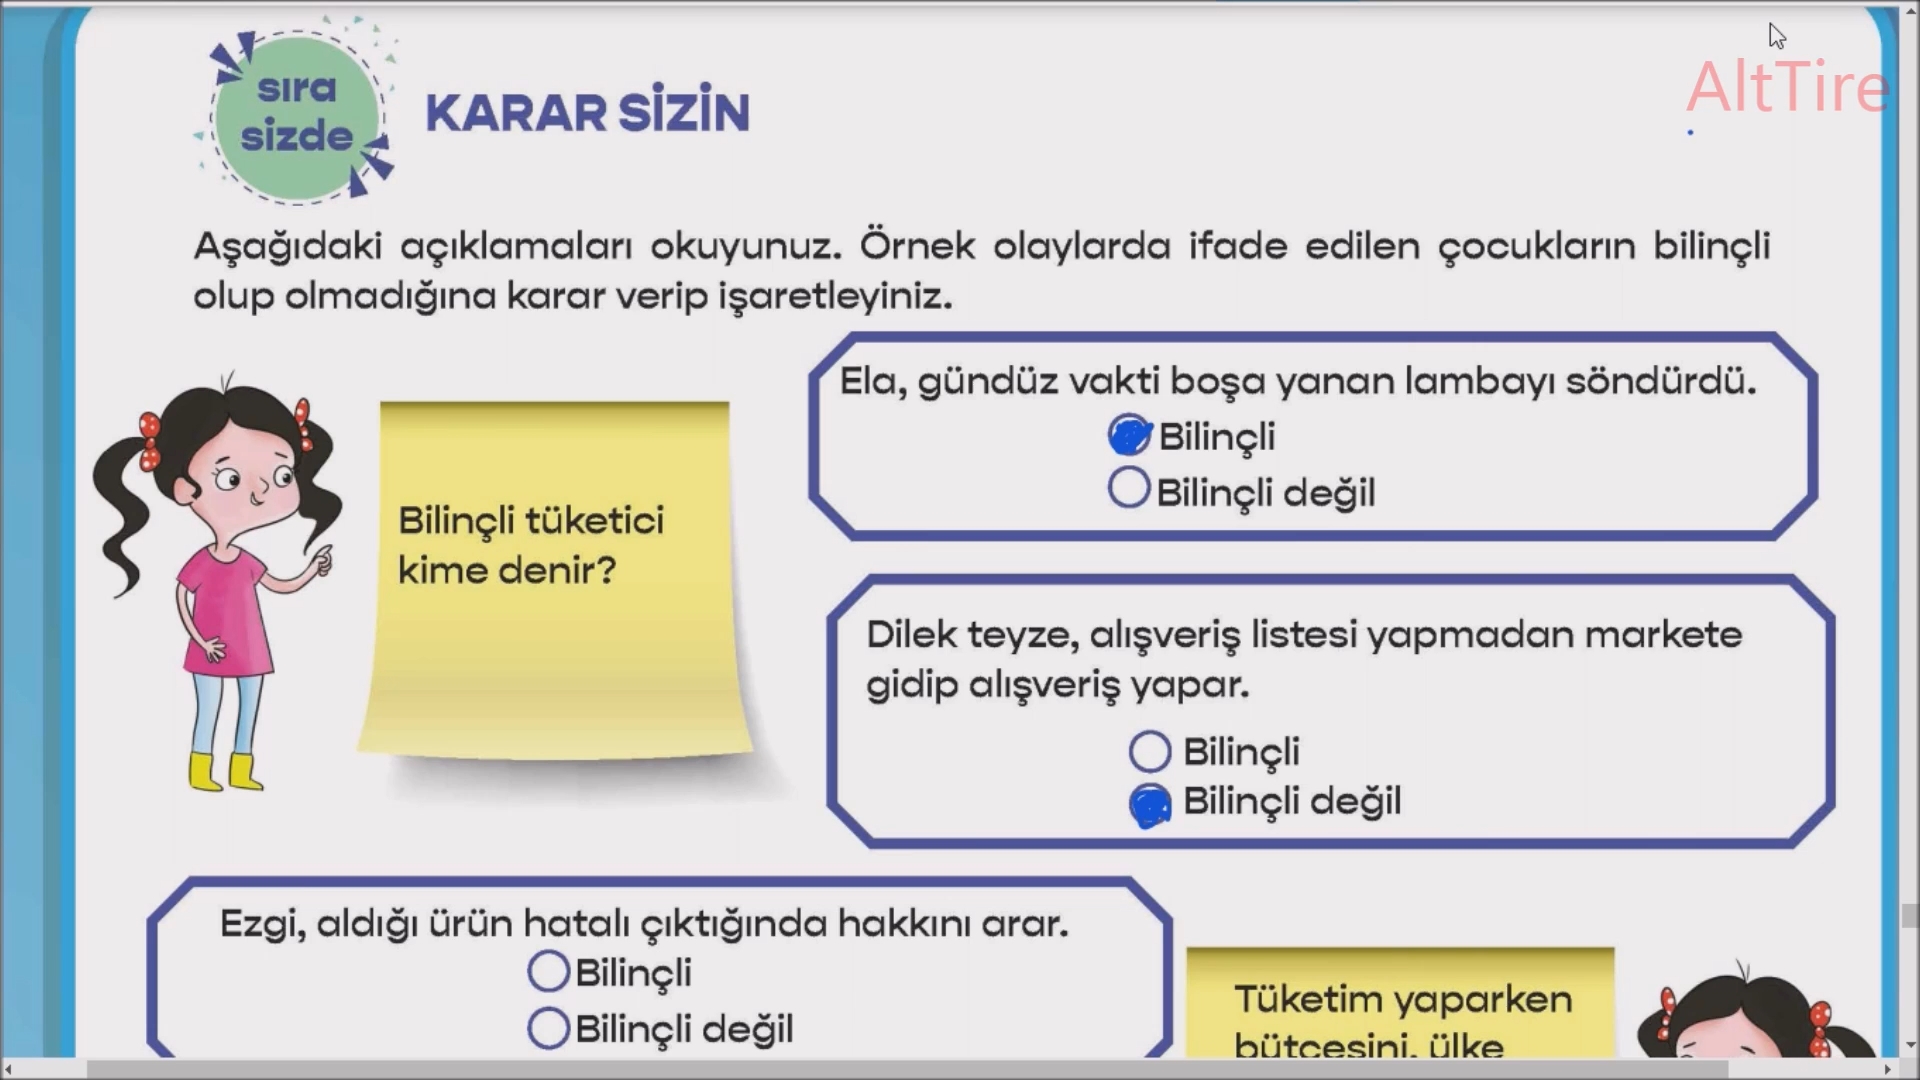 sıra
sizde
KARAR SİZİN
AltTire
Aşağıdaki açıklamaları okuyunuz. Örnek olaylarda ifade edilen çocukların bilinçli
olup olmadığına karar verip işaretleyiniz.
Ela, gündüz vakti boşa yanan lambayı söndürdü.
Bilinçli
Bilinçli değil
Bilinçli tüketici
kime denir?
Dilek teyze, alışveriş listesi yapmadan markete
gidip alışveriş yapar.
Bilinçli
Bilinçli değil
Ezgi, aldığı ürün hatalı çıktığında hakkını arar.
Bilinçli
Bilinçli değil
Tüketim yaparken
bütçesini, ülke